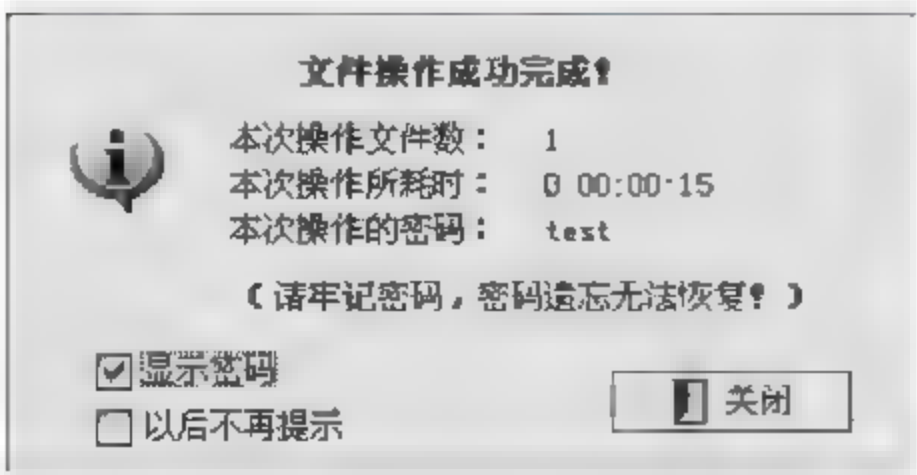 文件操作成功完成!
本次操作文件数: 1
本次操作所耗时: 0 00:00:15
本次操作的密码: test
(请牢记密码,密码遗忘无法恢复!)
显示密码
以后不再提示
关闭